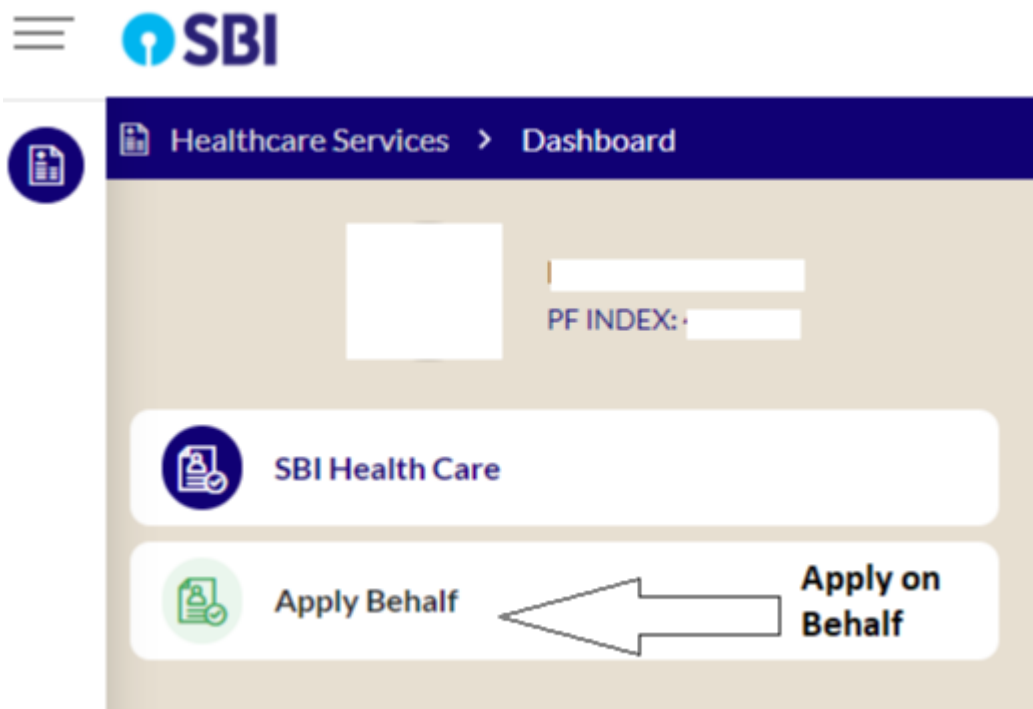 SBI
Healthcare Services > Dashboard
PF INDEX:
SBI Health Care
Apply Behalf
Apply on
Behalf